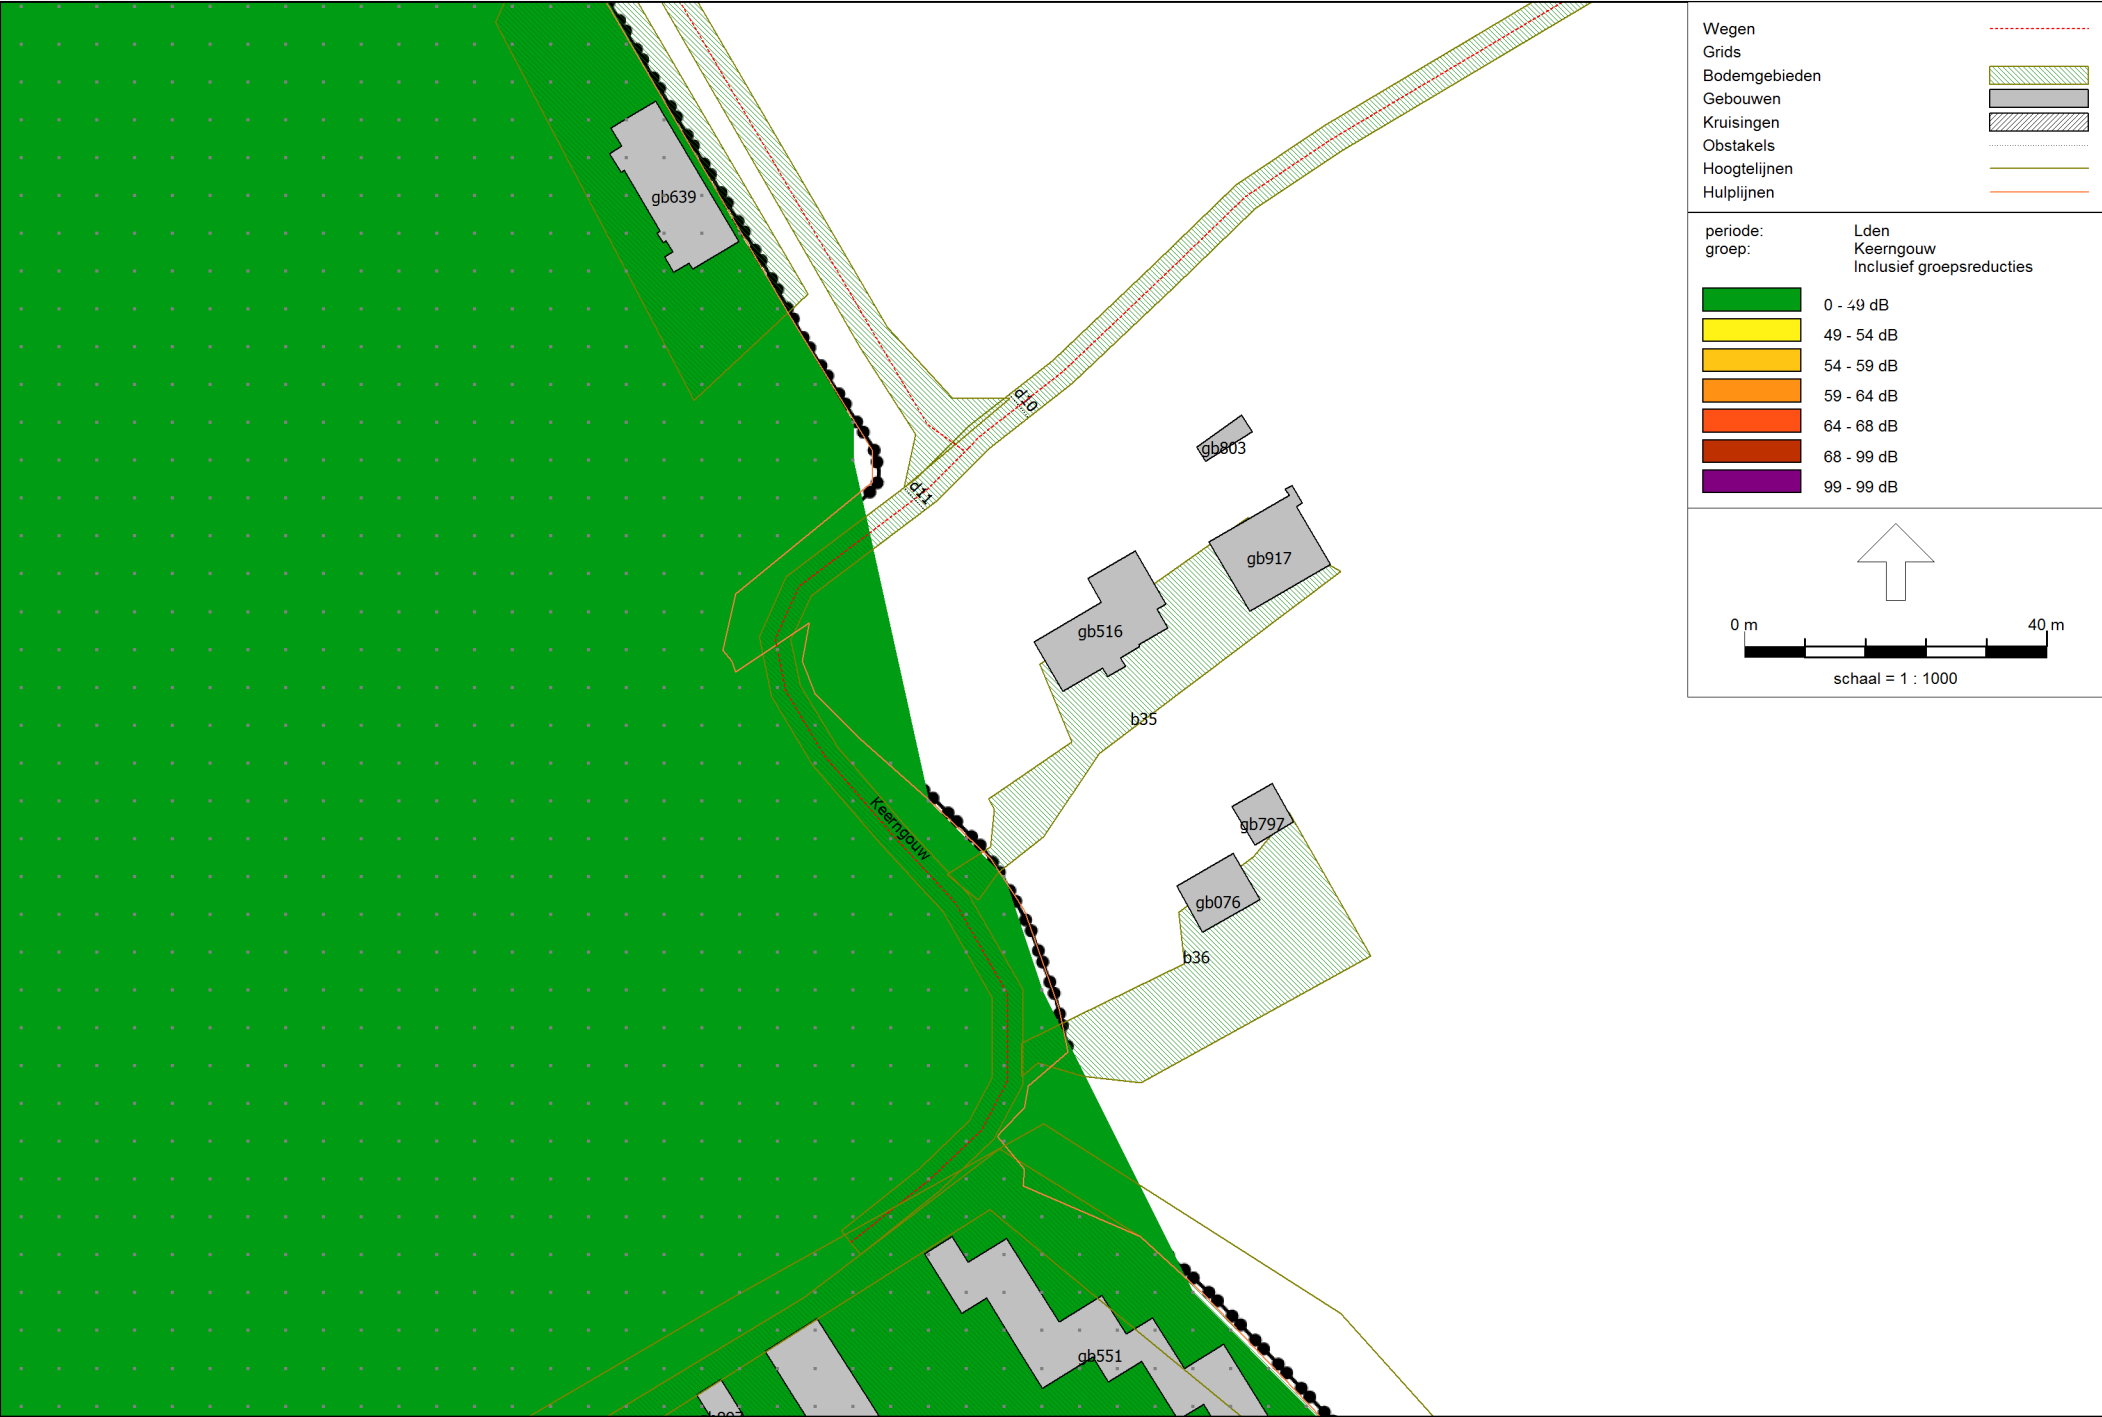 Wegen
Grids
Bodemgebieden
Gebouwen
Kruisingen
Obstakels
Hoogtelijnen
Hulplijnen
periode: Lden
groep: Keerngouw
Inclusief groepsreducties
0 - 49 dB
49 - 54 dB
54 - 59 dB
59 - 64 dB
64 - 68 dB
68 - 99 dB
99 - 99 dB
0 m 40 m
schaal = 1 : 1000
gb639
d10
gb803
d11
gb917
gb516
b35
Keerngouw
gb797
gb076
b36
gb551